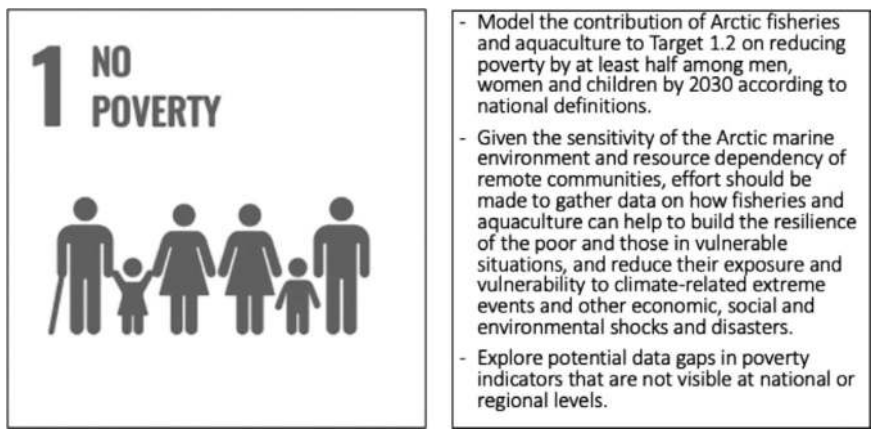 1 NO
POVERTY
- Model the contribution of Arctic fisheries
and aquaculture to Target 1.2 on reducing
poverty by at least half among men,
women and children by 2030 according to
national definitions.
- Given the sensitivity of the Arctic marine
environment and resource dependency of
remote communities, effort should be
made to gather data on how fisheries and
aquaculture can help to build the resilience
of the poor and those in vulnerable
situations, and reduce their exposure and
vulnerability to climate-related extreme
events and other economic, social and
environmental shocks and disasters.
- Explore potential data gaps in poverty
indicators that are not visible at national or
regional levels.